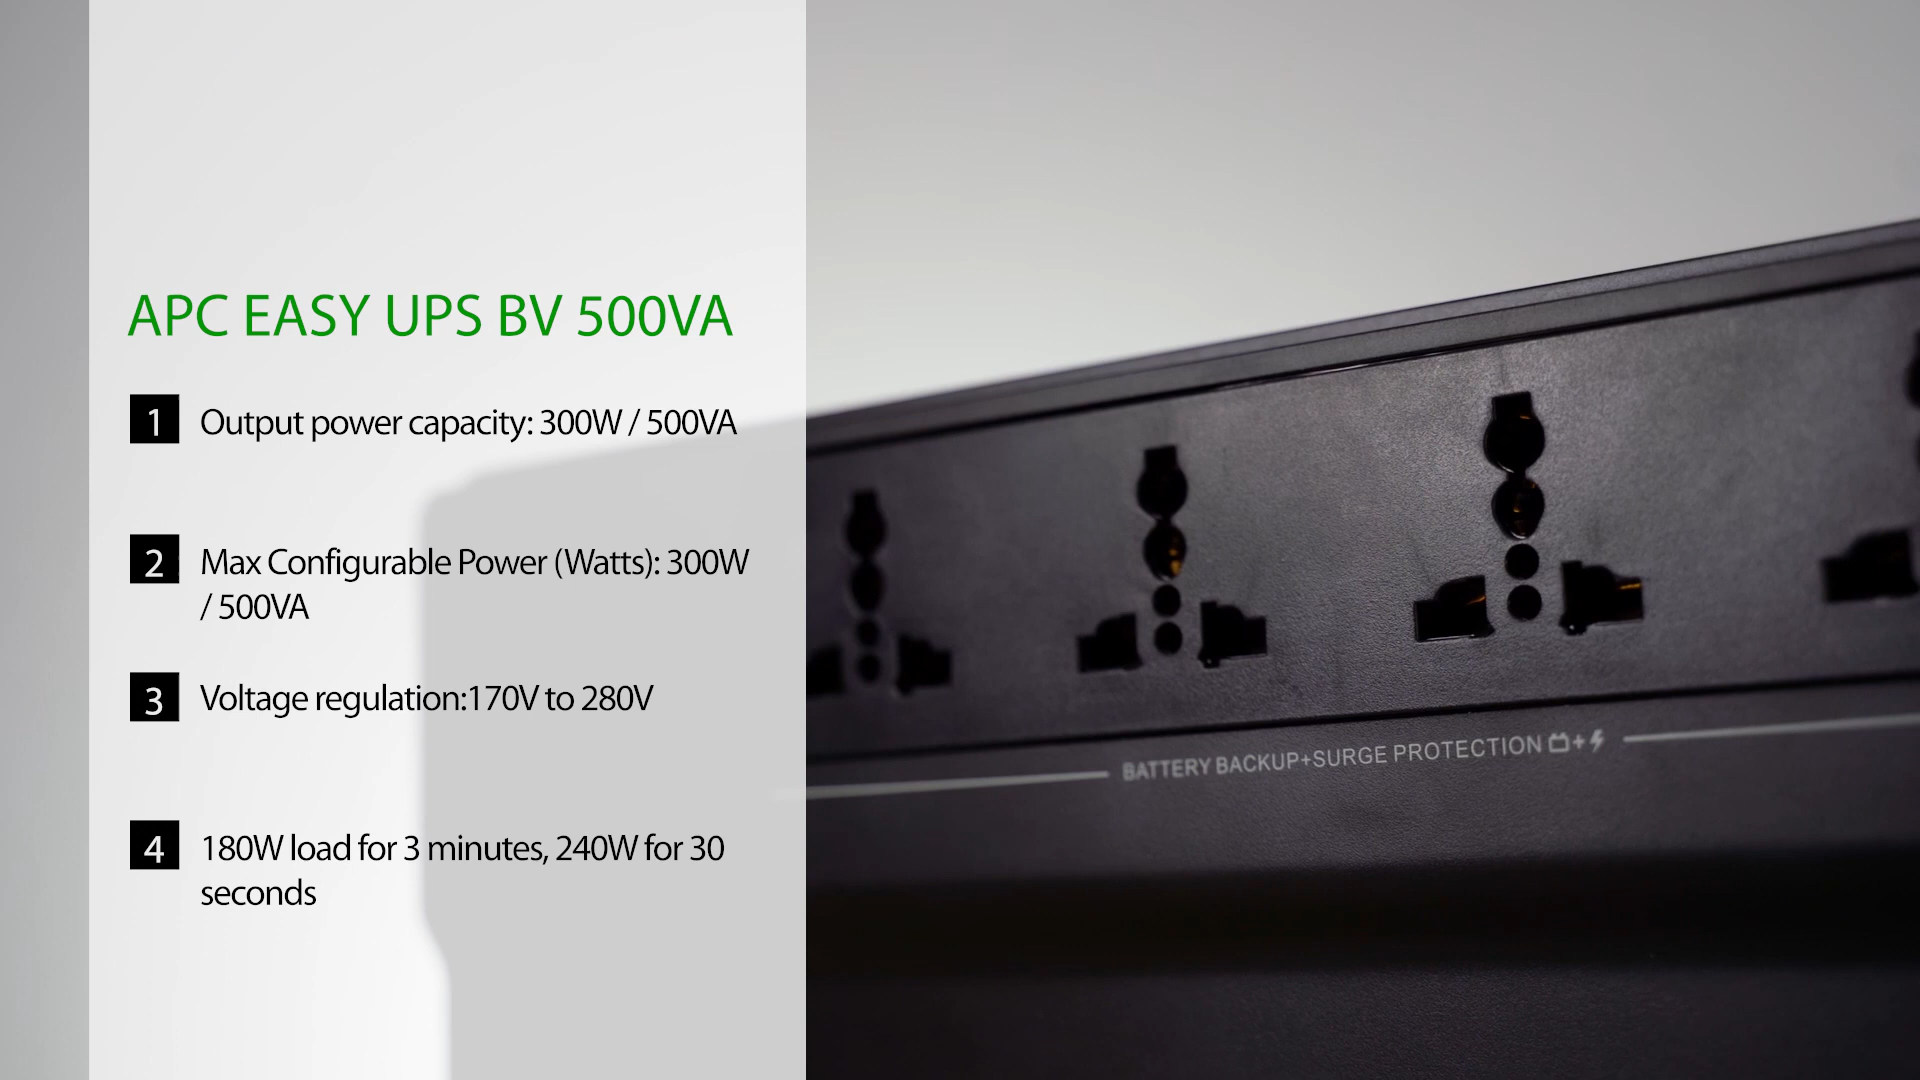 APC EASY UPS BV 500VA
1 Output power capacity: 300W / 500VA
2 Max Configurable Power (Watts): 300W
/ 500VA
3 Voltage regulation:170V to 280V
4 180W load for 3 minutes, 240W for 30
seconds
BATTERY BACKUP+SURGE PROTECTION +